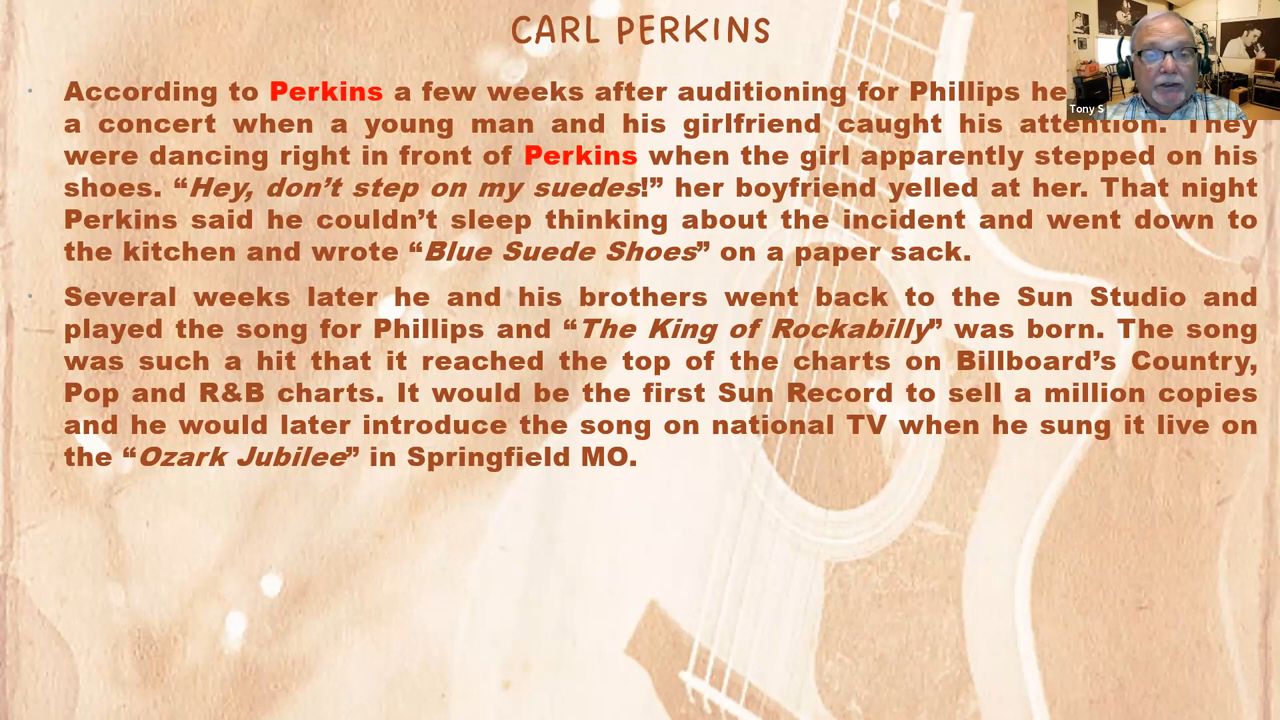 CARL PERKINS
According to Perkins a few weeks after auditioning for Phillips he
a concert when a young man and his girlfriend caught his attention. They
were dancing right in front of Perkins when the girl apparently stepped on his
shoes. “Hey, don’t step on my suedes!” her boyfriend yelled at her. That night
Perkins said he couldn’t sleep thinking about the incident and went down to
the kitchen and wrote “Blue Suede Shoes” on a paper sack.
Several weeks later he and his brothers went back to the Sun Studio and
played the song for Phillips and “The King of Rockabilly” was born. The song
was such a hit that it reached the top of the charts on Billboard’s Country,
Pop and R&B charts. It would be the first Sun Record to sell a million copies
and he would later introduce the song on national TV when he sung it live on
the “Ozark Jubilee” in Springfield MO.
Tony S